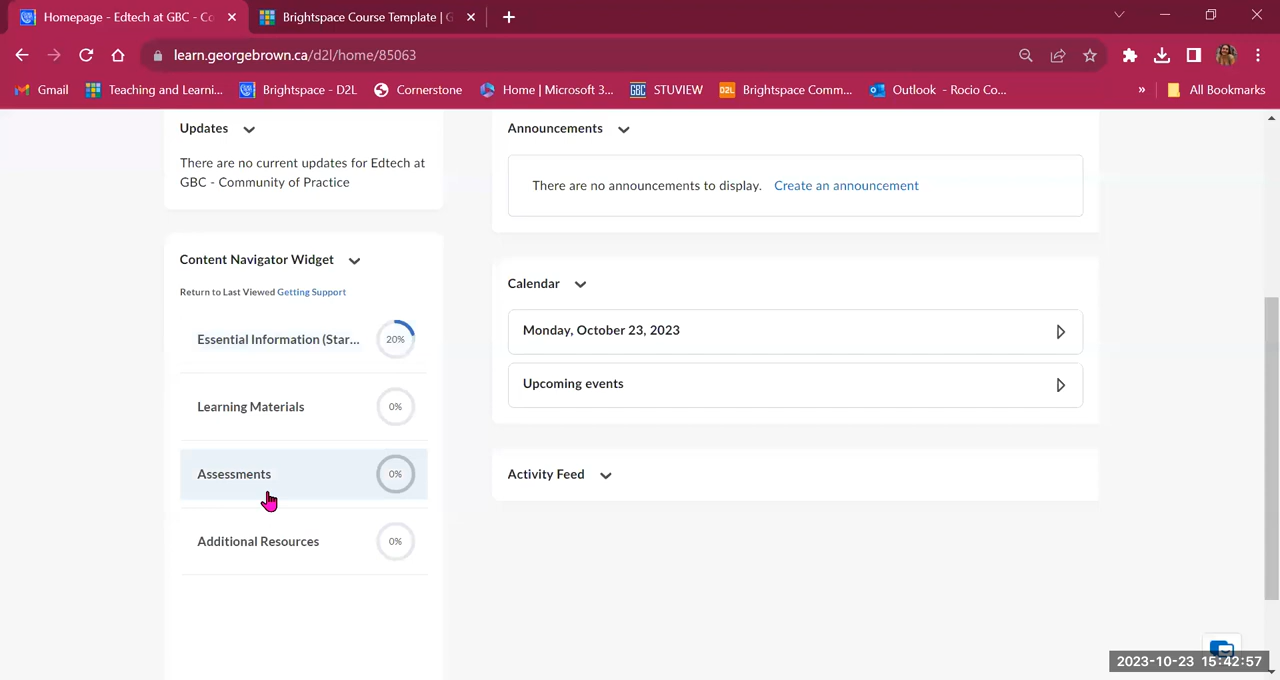 Homepage - Edtech at GBC - Co
Brightspace Course Template | G
learn.georgebrown.ca/d2l/home/85063
Gmail
Teaching and Learni...
Brightspace - D2L
Cornerstone
Home | Microsoft 3...
GBC STUVIEW
D2L Brightspace Comm...
Outlook - Rocio Co...
»
All Bookmarks
Updates
There are no current updates for Edtech at
GBC - Community of Practice
Content Navigator Widget
Return to Last Viewed Getting Support
Essential Information (Star... 20%
Learning Materials 0%
Assessments 0%
Additional Resources 0%
Announcements
There are no announcements to display. Create an announcement
Calendar
Monday, October 23, 2023
Upcoming events
Activity Feed
2023-10-23 15:42:57